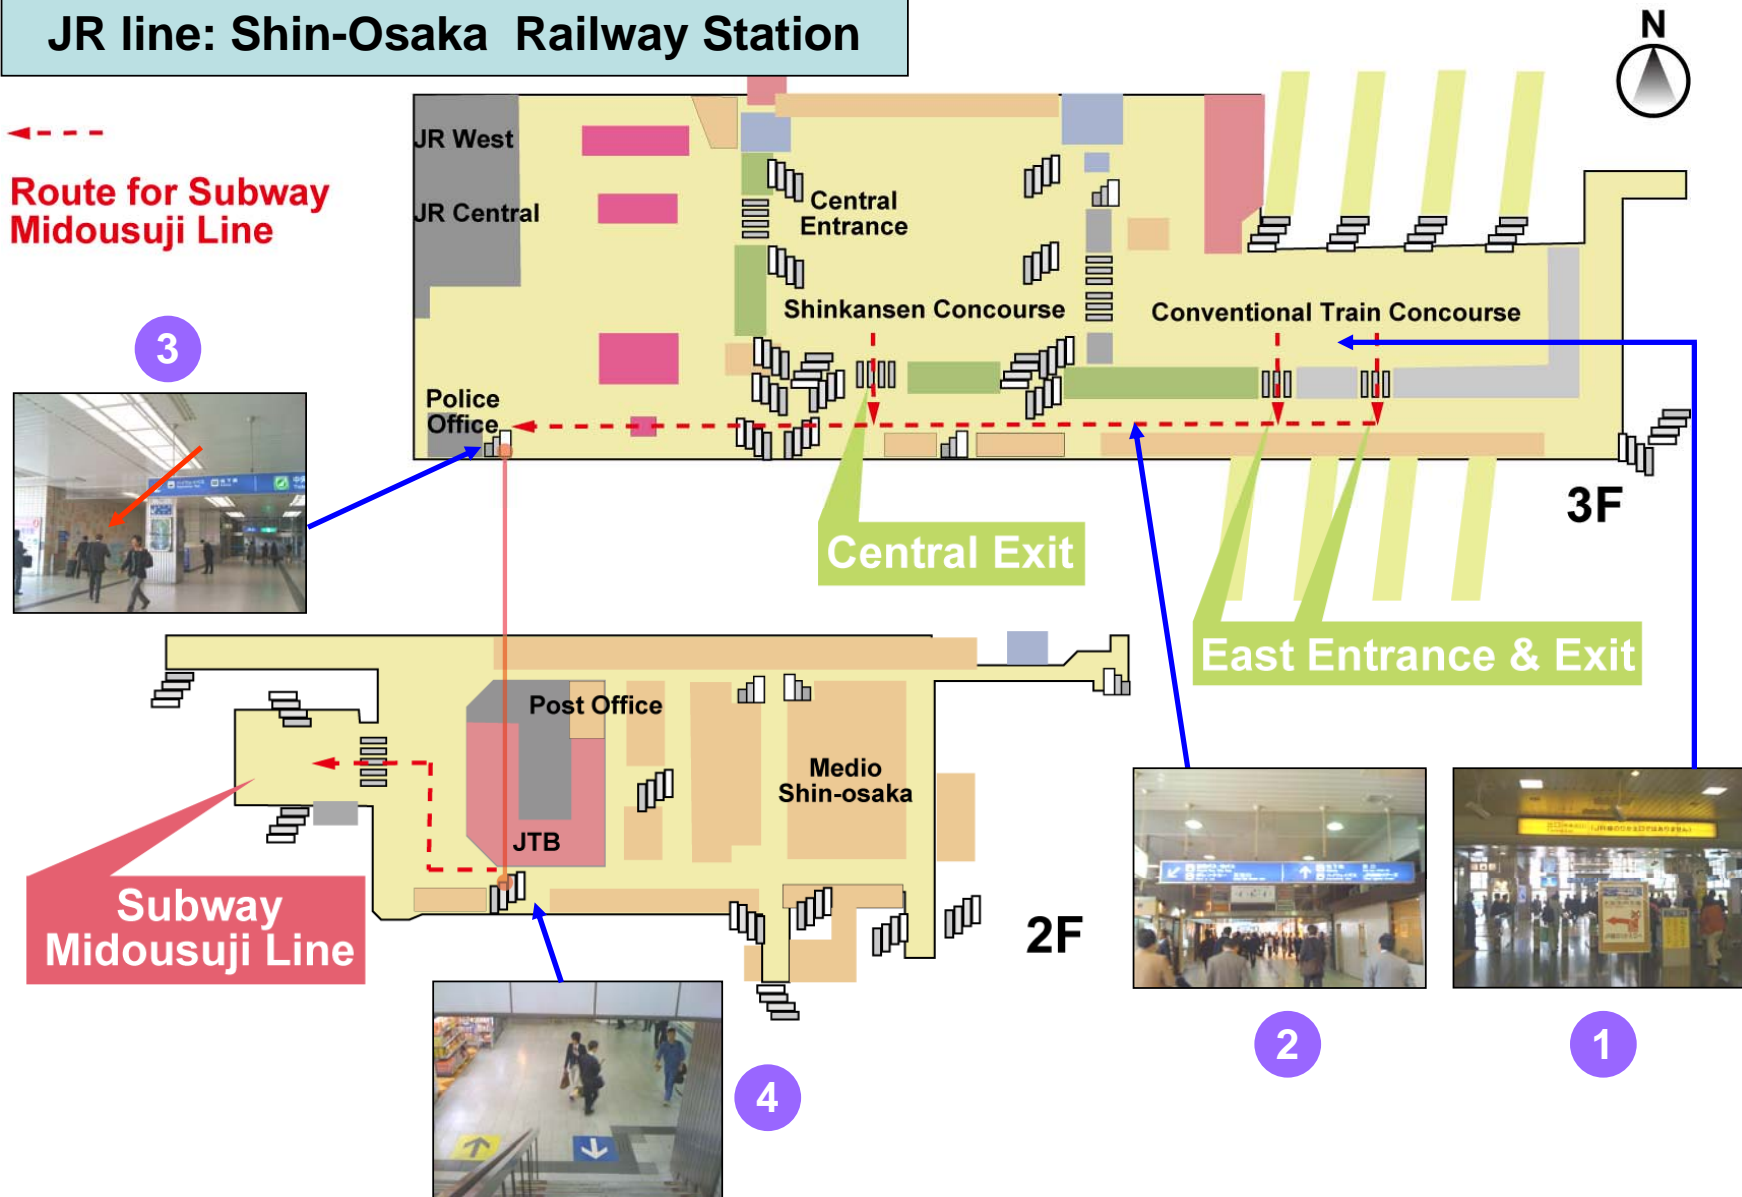 JR line: Shin-Osaka Railway Station
N
Route for Subway
Midousuji Line
JR West
JR Central
Central
Entrance
Shinkansen Concourse
Conventional Train Concourse
3
Police
Office
3F
Central Exit
East Entrance & Exit
Post Office
Medio
Shin-osaka
JTB
Subway
Midousuji Line
2F
2
1
4